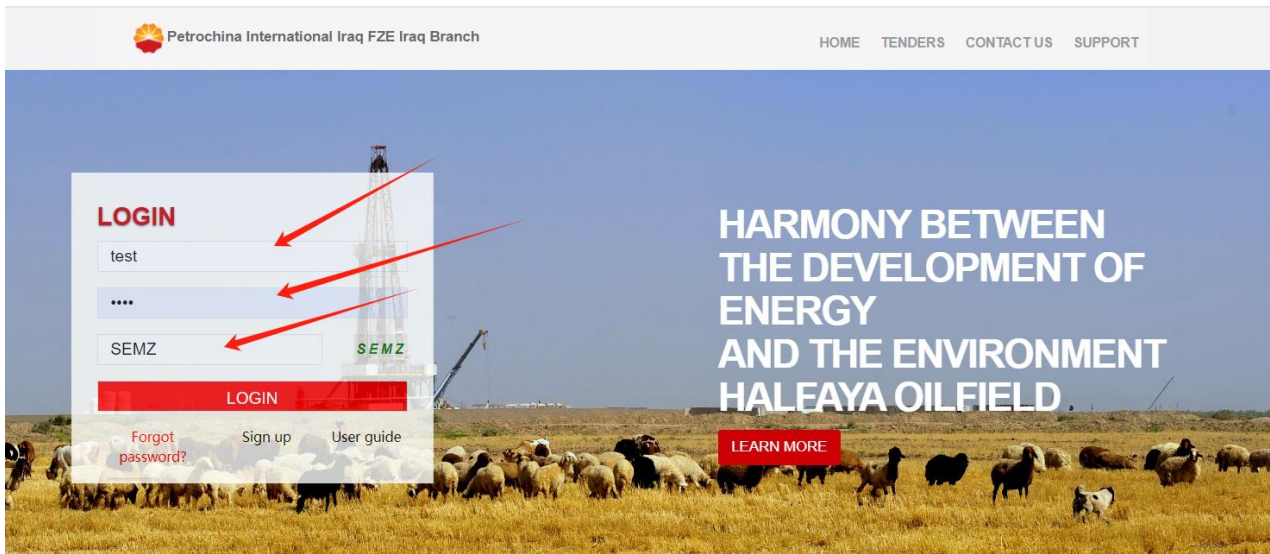 Petrochina International Iraq FZE Iraq Branch
HOME TENDERS CONTACT US SUPPORT
LOGIN
test
••••
SEMZ SEMZ
LOGIN
Forgot password? Sign up User guide
HARMONY BETWEEN
THE DEVELOPMENT OF
ENERGY
AND THE ENVIRONMENT
HALFAYA OILFIELD
LEARN MORE